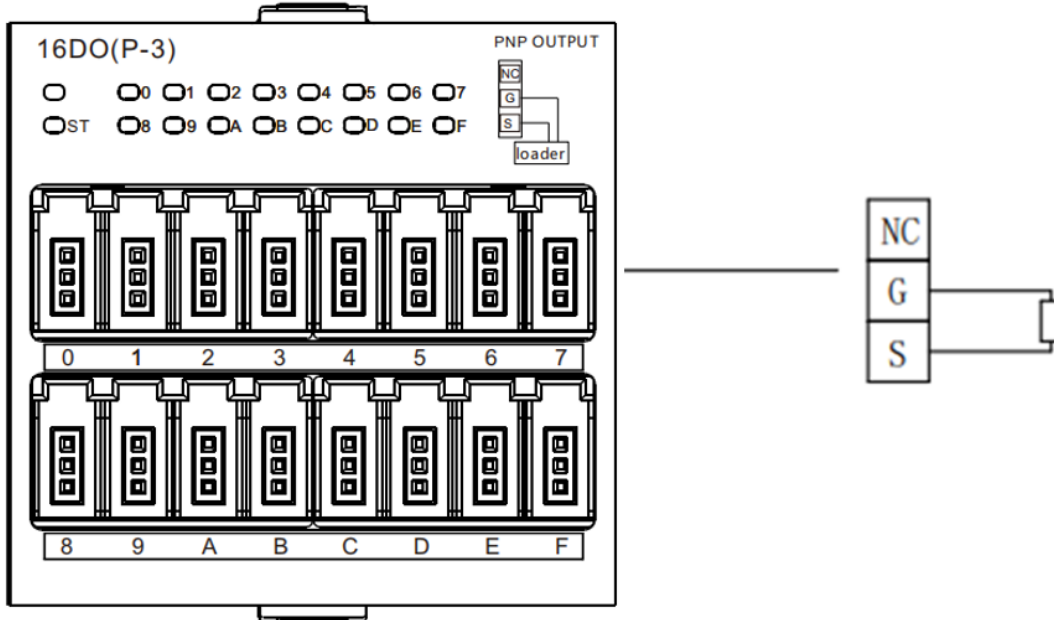 16DO(P-3)
PNP OUTPUT
0 1 2 3 4 5 6 7
ST 8 9 A B C D E F
NC
G
S
loader
0 1 2 3 4 5 6 7
8 9 A B C D E F
NC
G
S